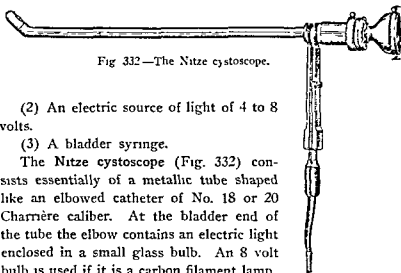 Fig 332—The Nitze cystoscope.
(2) An electric source of light of 4 to 8
volts.
(3) A bladder syringe.
The Nitze cystoscope (Fig. 332) con-
sists essentially of a metallic tube shaped
like an elbowed catheter of No. 18 or 20
Charrière caliber. At the bladder end of
the tube the elbow contains an electric light
enclosed in a small glass bulb. An 8 volt
bulb is used if it is a carbon filament lamp,